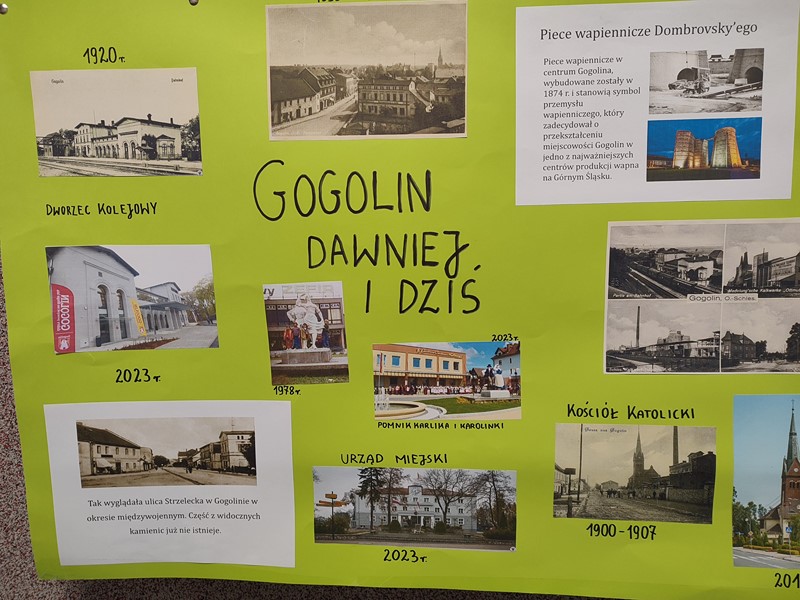 1920 r.
Gogolin
Bahnhof
DWORZEC KOLEJOWY
Piece wapiennicze Dombrovsky'ego
Piece wapiennicze w
centrum Gogolina,
wybudowane zostały w
1874 r. i stanowią symbol
przemysłu
wapienniczego, który
zadecydował o
przekształceniu
miejscowości Gogolin w
jedno z najważniejszych
centrów produkcji wapna
na Górnym Śląsku.
GOGOLIN
DAWNIEJ
I DZIŚ
GOGOLIN
2023 r.
1978 r.
2023 r.
POMNIK KARLIKA I KAROLINKI
Gogolin, O.-Schles.
Tak wyglądała ulica Strzelecka w Gogolinie w
okresie międzywojennym. Część z widocznych
kamienic już nie istnieje.
URZĄD MIEJSKI
2023 r.
KOŚCIÓŁ KATOLICKI
1900-1907
201